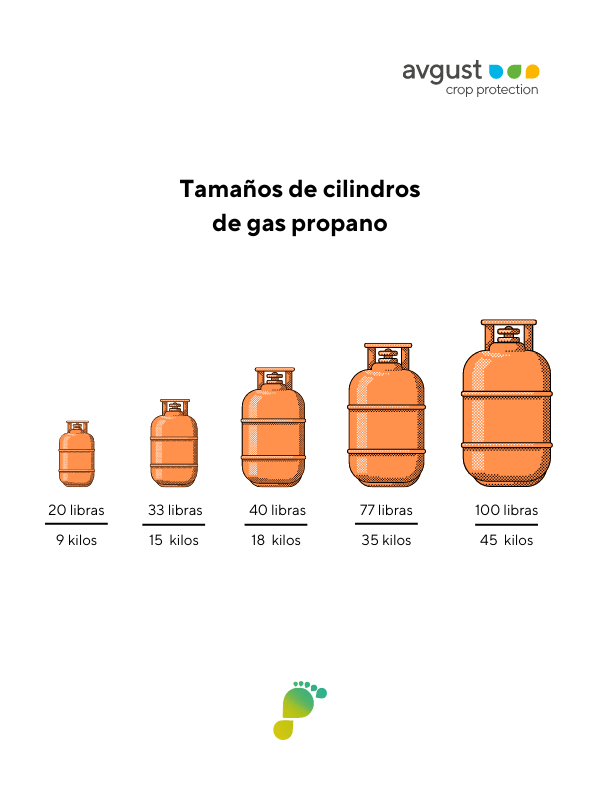 avgust
crop protection
Tamaños de cilindros
de gas propano
20 libras
9 kilos
33 libras
15 kilos
40 libras
18 kilos
77 libras
35 kilos
100 libras
45 kilos